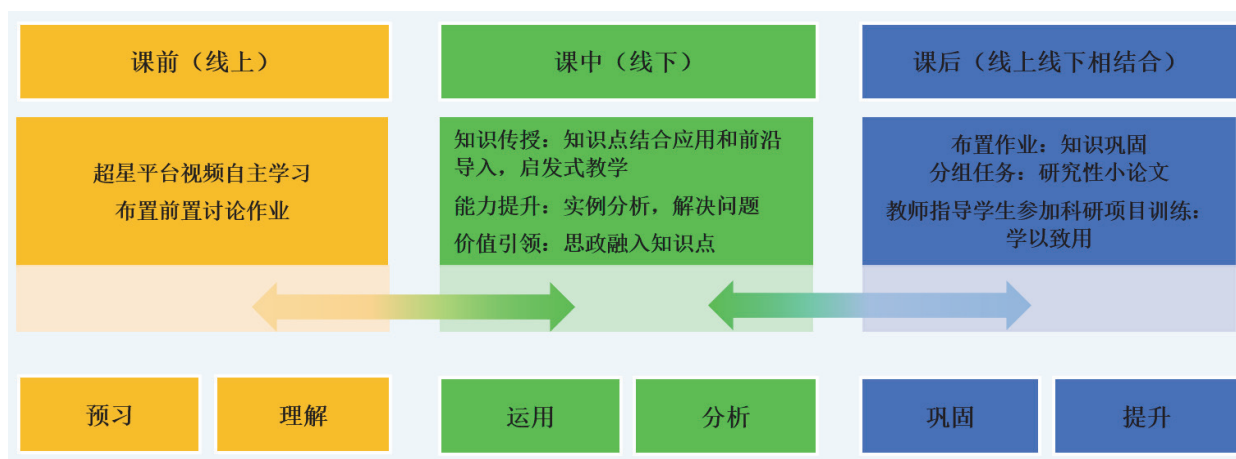 课前（线上）
课中（线下）
课后（线上线下相结合）
超星平台视频自主学习
布置前置讨论作业
知识传授：知识点结合应用和前沿
导入，启发式教学
能力提升：实例分析，解决问题
价值引领：思政融入知识点
布置作业：知识巩固
分组任务：研究性小论文
教师指导学生参加科研项目训练：
学以致用
预习
理解
运用
分析
巩固
提升